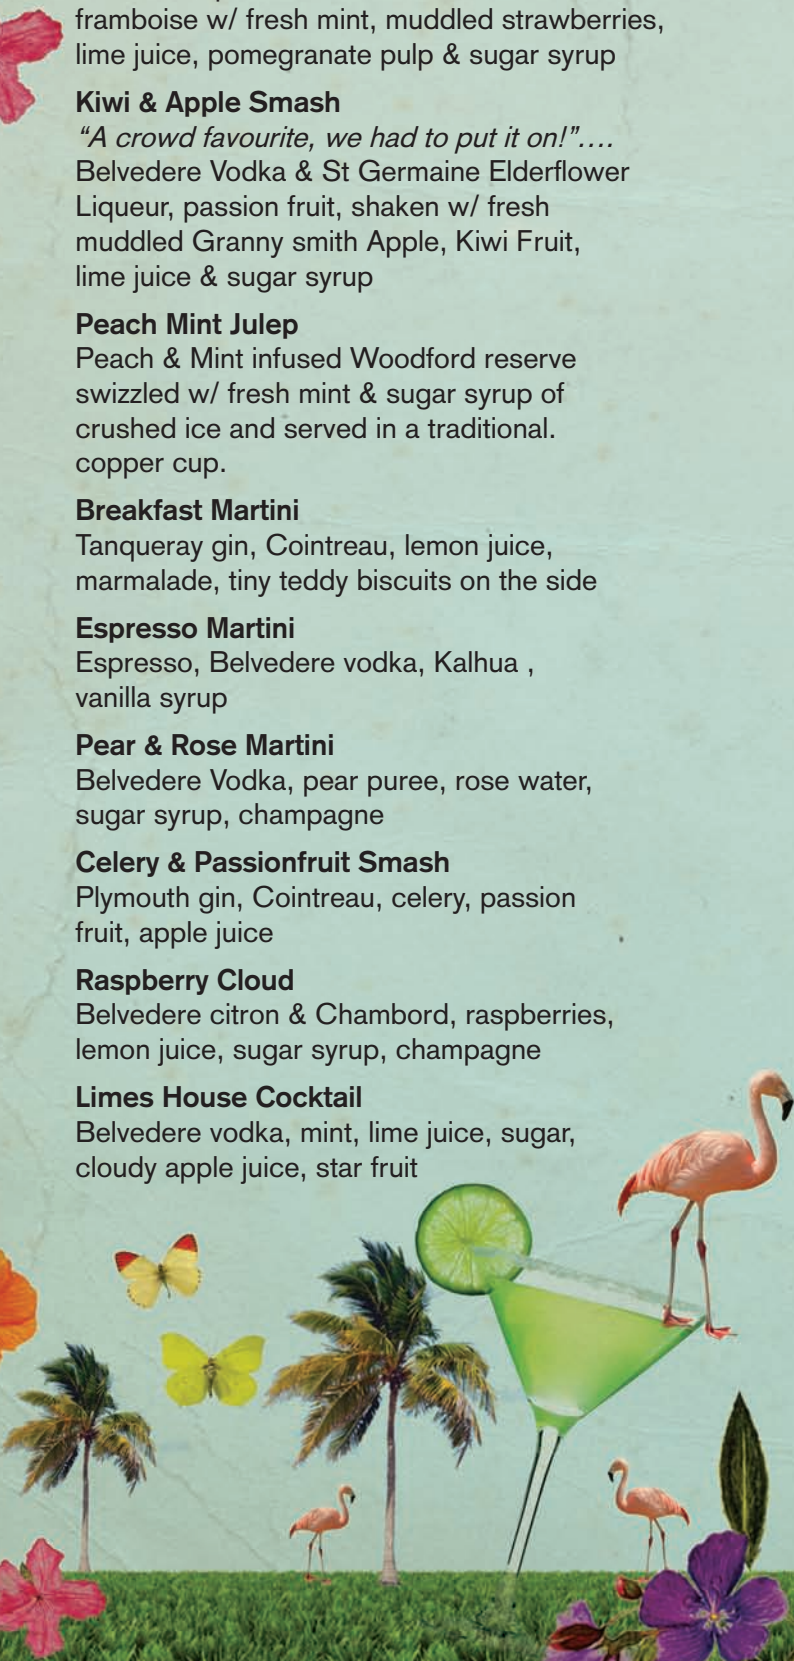 framboise w/ fresh mint, muddled strawberries,
lime juice, pomegranate pulp & sugar syrup
Kiwi & Apple Smash
“A crowd favourite, we had to put it on!”....
Belvedere Vodka & St Germaine Elderflower
Liqueur, passion fruit, shaken w/ fresh
muddled Granny smith Apple, Kiwi Fruit,
lime juice & sugar syrup
Peach Mint Julep
Peach & Mint infused Woodford reserve
swizzled w/ fresh mint & sugar syrup of
crushed ice and served in a traditional.
copper cup.
Breakfast Martini
Tanqueray gin, Cointreau, lemon juice,
marmalade, tiny teddy biscuits on the side
Espresso Martini
Espresso, Belvedere vodka, Kalhua ,
vanilla syrup
Pear & Rose Martini
Belvedere Vodka, pear puree, rose water,
sugar syrup, champagne
Celery & Passionfruit Smash
Plymouth gin, Cointreau, celery, passion
fruit, apple juice
Raspberry Cloud
Belvedere citron & Chambord, raspberries,
lemon juice, sugar syrup, champagne
Limes House Cocktail
Belvedere vodka, mint, lime juice, sugar,
cloudy apple juice, star fruit